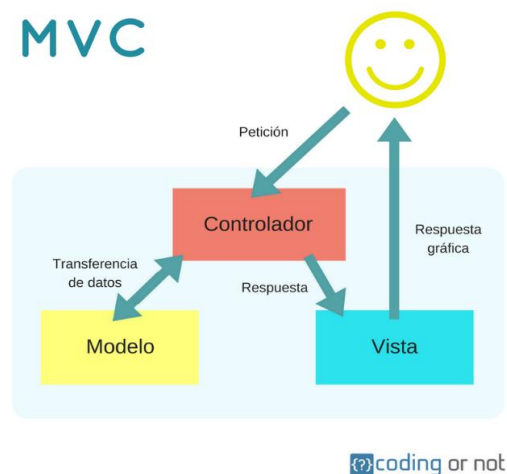 MVC
Petición
Controlador
Transferencia
de datos
Respuesta
Respuesta
gráfica
Modelo
Vista
{?} coding or not